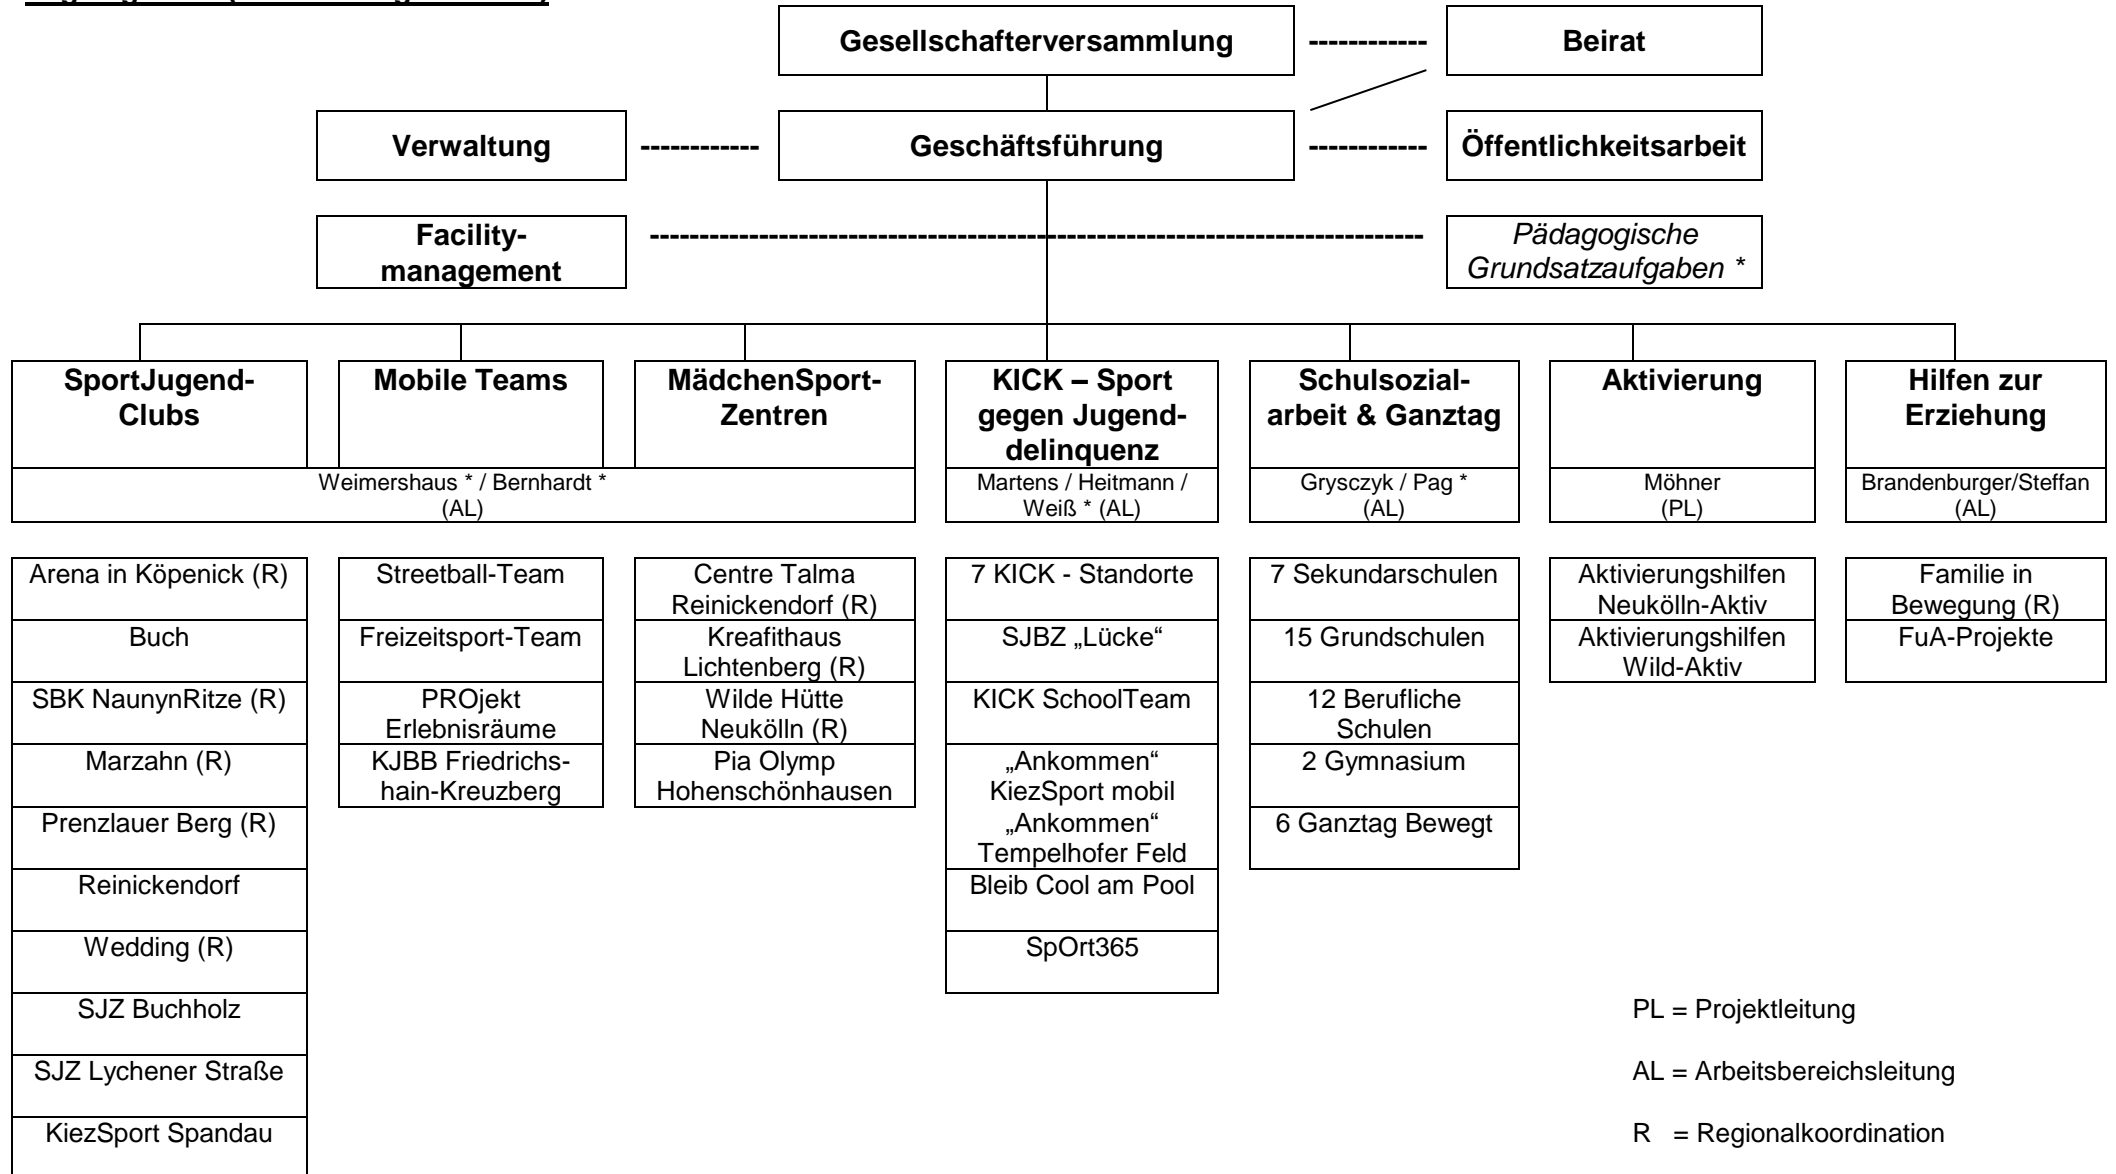 Gesellschafterversammlung ------------ Beirat
Verwaltung ------------ Geschäftsführung ------------ Öffentlichkeitsarbeit
Facility-
management
Pädagogische
Grundsatzaufgaben *
SportJugend-
Clubs
Mobile Teams
MädchenSport-
Zentren
Weimershaus * / Bernhardt *
(AL)
KICK – Sport
gegen Jugend-
delinquenz
Martens / Heitmann /
Weiß * (AL)
Schulsozial-
arbeit & Ganztag
Grysczyk / Pag *
(AL)
Aktivierung
Möhner
(PL)
Hilfen zur
Erziehung
Brandenburger/Steffan
(AL)
Arena in Köpenick (R)
Buch
SBK NaunynRitze (R)
Marzahn (R)
Prenzlauer Berg (R)
Reinickendorf
Wedding (R)
SJZ Buchholz
SJZ Lychener Straße
KiezSport Spandau
Streetball-Team
Freizeitsport-Team
PROjekt
Erlebnisräume
KJBB Friedrichs-
hain-Kreuzberg
Centre Talma
Reinickendorf (R)
Kreafithaus
Lichtenberg (R)
Wilde Hütte
Neukölln (R)
Pia Olymp
Hohenschönhausen
7 KICK - Standorte
SJBZ „Lücke“
KICK SchoolTeam
„Ankommen“
KiezSport mobil
„Ankommen“
Tempelhofer Feld
Bleib Cool am Pool
SpOrt365
7 Sekundarschulen
15 Grundschulen
12 Berufliche
Schulen
2 Gymnasium
6 Ganztag Bewegt
Aktivierungshilfen
Neukölln-Aktiv
Aktivierungshilfen
Wild-Aktiv
Familie in
Bewegung (R)
FuA-Projekte
PL = Projektleitung
AL = Arbeitsbereichsleitung
R = Regionalkoordination